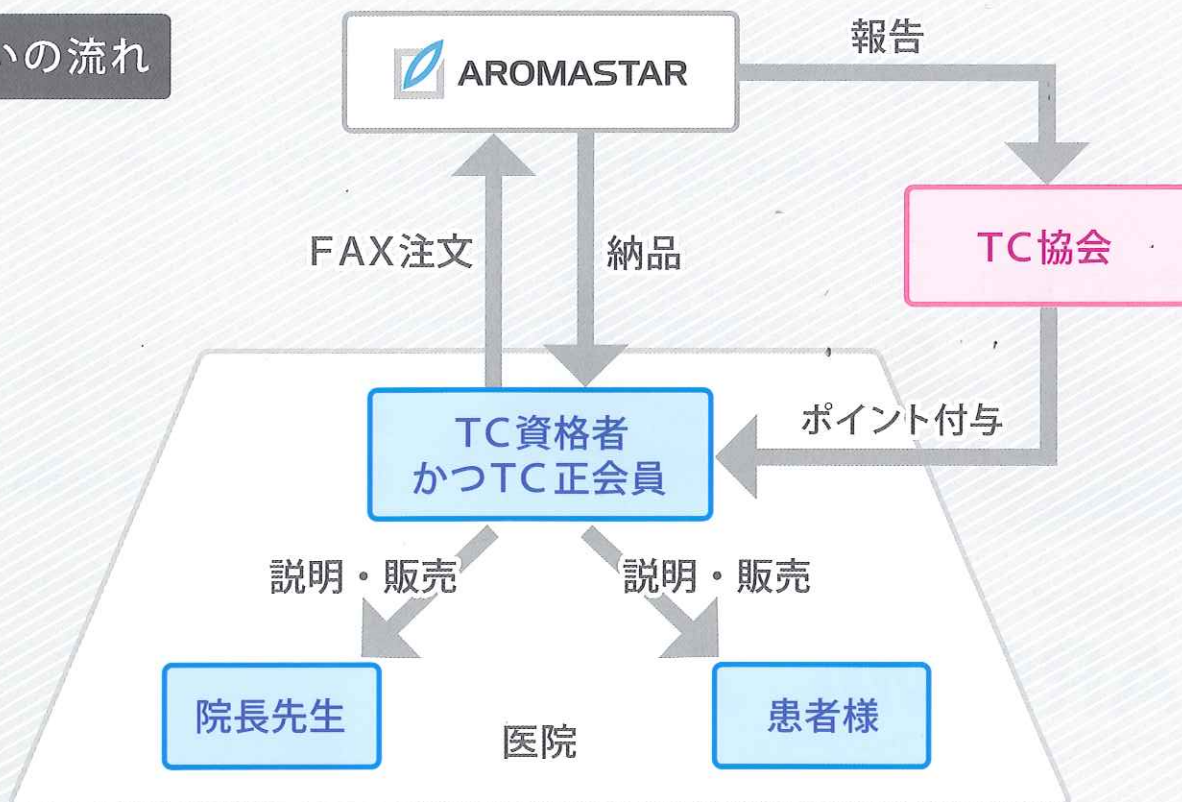 いの流れ
AROMASTAR
報告
TC協会
FAX注文
納品
TC資格者
かつTC正会員
ポイント付与
説明・販売
説明・販売
院長先生
医院
患者様